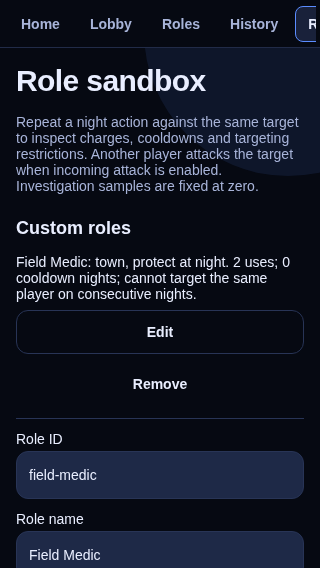 Home Lobby Roles History R
Role sandbox
Repeat a night action against the same target
to inspect charges, cooldowns and targeting
restrictions. Another player attacks the target
when incoming attack is enabled.
Investigation samples are fixed at zero.
Custom roles
Field Medic: town, protect at night. 2 uses; 0
cooldown nights; cannot target the same
player on consecutive nights.
Edit
Remove
Role ID
field-medic
Role name
Field Medic